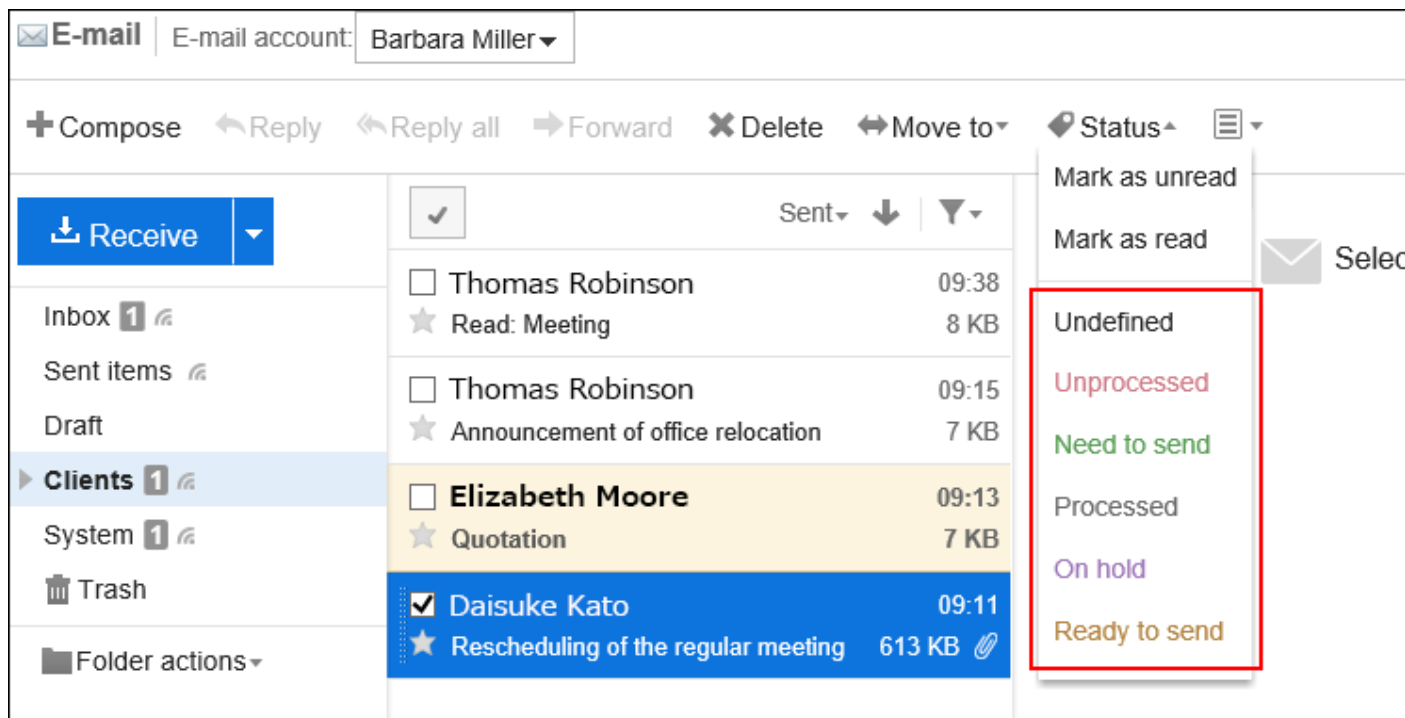 E-mail E-mail account: Barbara Miller
Compose Reply Reply all Forward Delete Move to Status
Receive
Inbox 1
Sent items
Draft
Clients 1
System 1
Trash
Folder actions
Sent
Thomas Robinson 09:38
Read: Meeting 8 KB
Thomas Robinson 09:15
Announcement of office relocation 7 KB
Elizabeth Moore 09:13
Quotation 7 KB
Daisuke Kato 09:11
Rescheduling of the regular meeting 613 KB
Mark as unread
Mark as read
Undefined
Unprocessed
Need to send
Processed
On hold
Ready to send
Selec